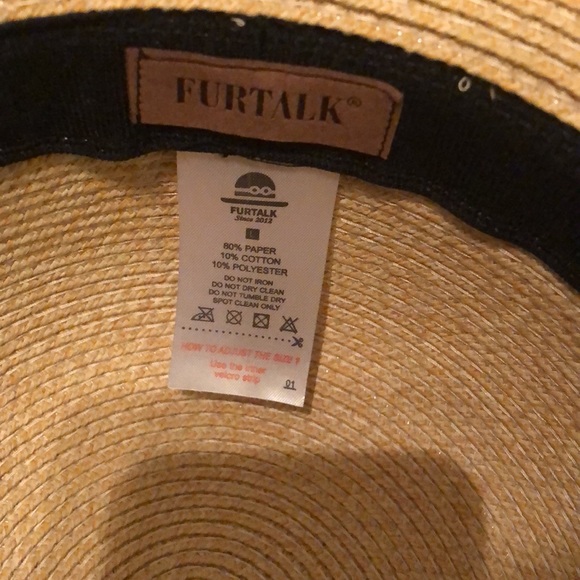 FURTALK®
FURTALK
Since 2012
L
80% PAPER
10% COTTON
10% POLYESTER
DO NOT IRON
DO NOT DRY CLEAN
DO NOT TUMBLE DRY
SPOT CLEAN ONLY
HOW TO ADJUST THE SIZE ?
Use the inner
velcro strip
01